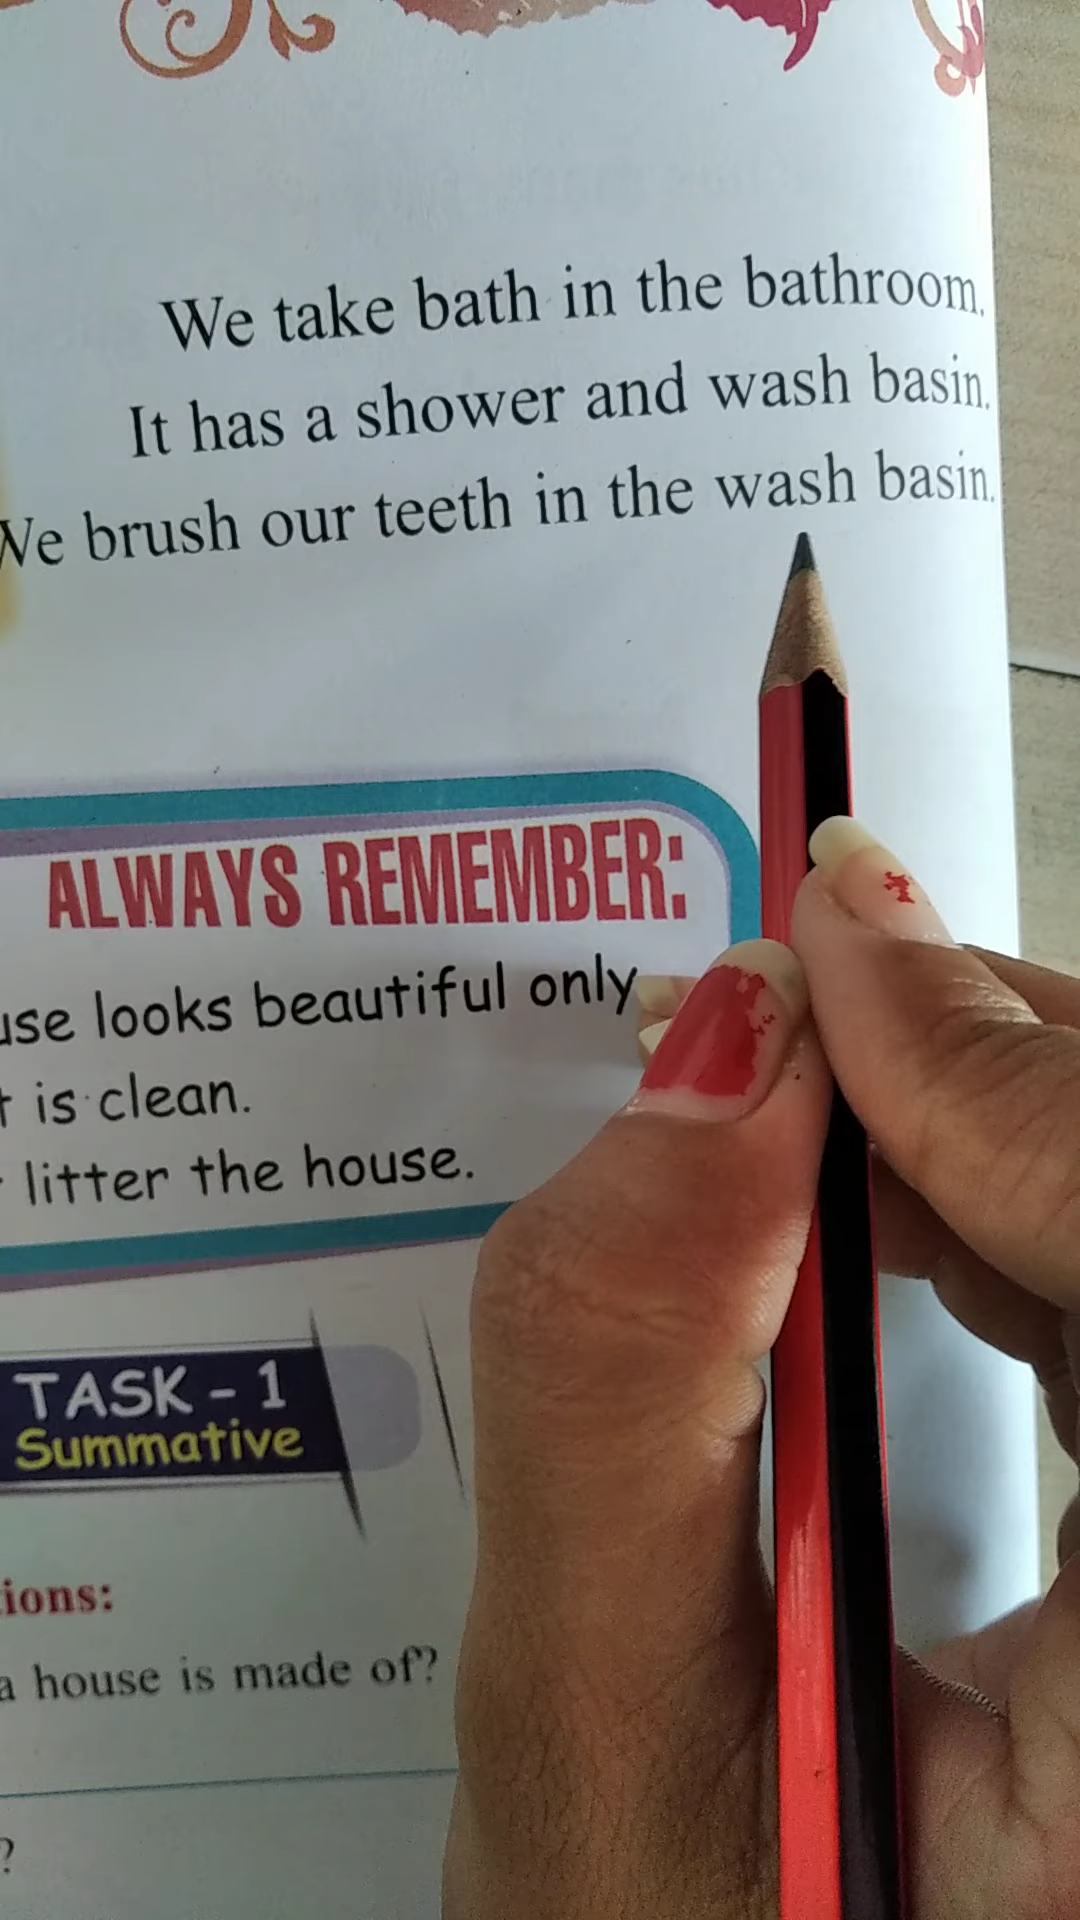 We take bath in the bathroom.
It has a shower and wash basin.
We brush our teeth in the wash basin.
ALWAYS REMEMBER:
looks beautiful only
is clean.
litter the house.
TASK - 1
Summative
a house is made of?
?